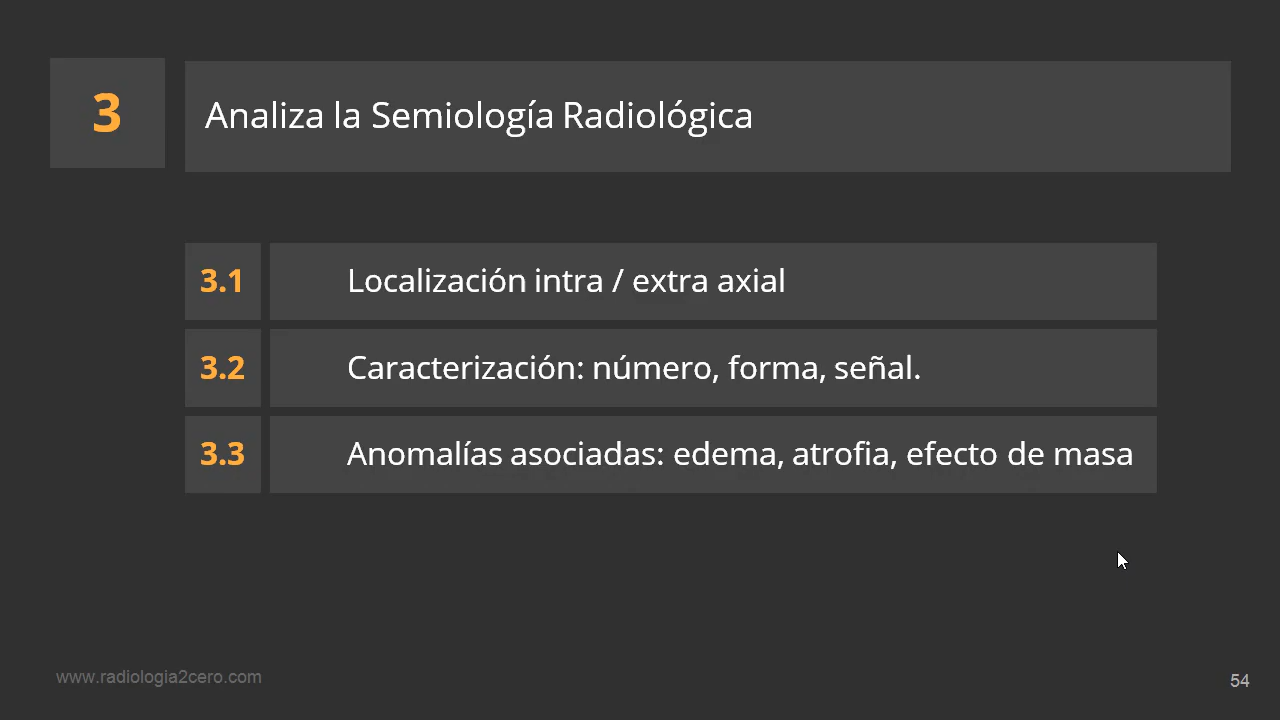 3
Analiza la Semiología Radiológica
3.1
Localización intra / extra axial
3.2
Caracterización: número, forma, señal.
3.3
Anomalías asociadas: edema, atrofia, efecto de masa
www.radiologia2cero.com
54